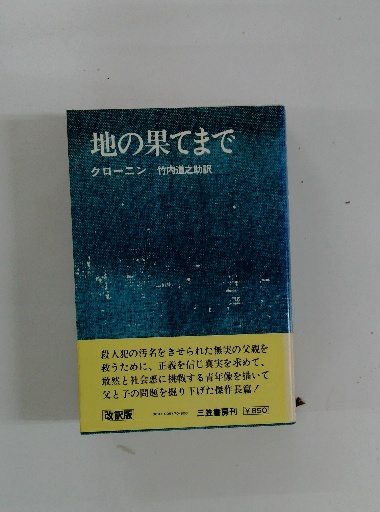 地の果てまで
クローニン 竹内道之助訳
殺人犯の汚名をきせられた無実の父親を
救うために、正義を信じ真実を求めて、
敢然と社会悪に挑戦する青年像を描いて
父と子の問題を掘り下げた傑作長篇!
改訳版 三笠書房刊 ¥850